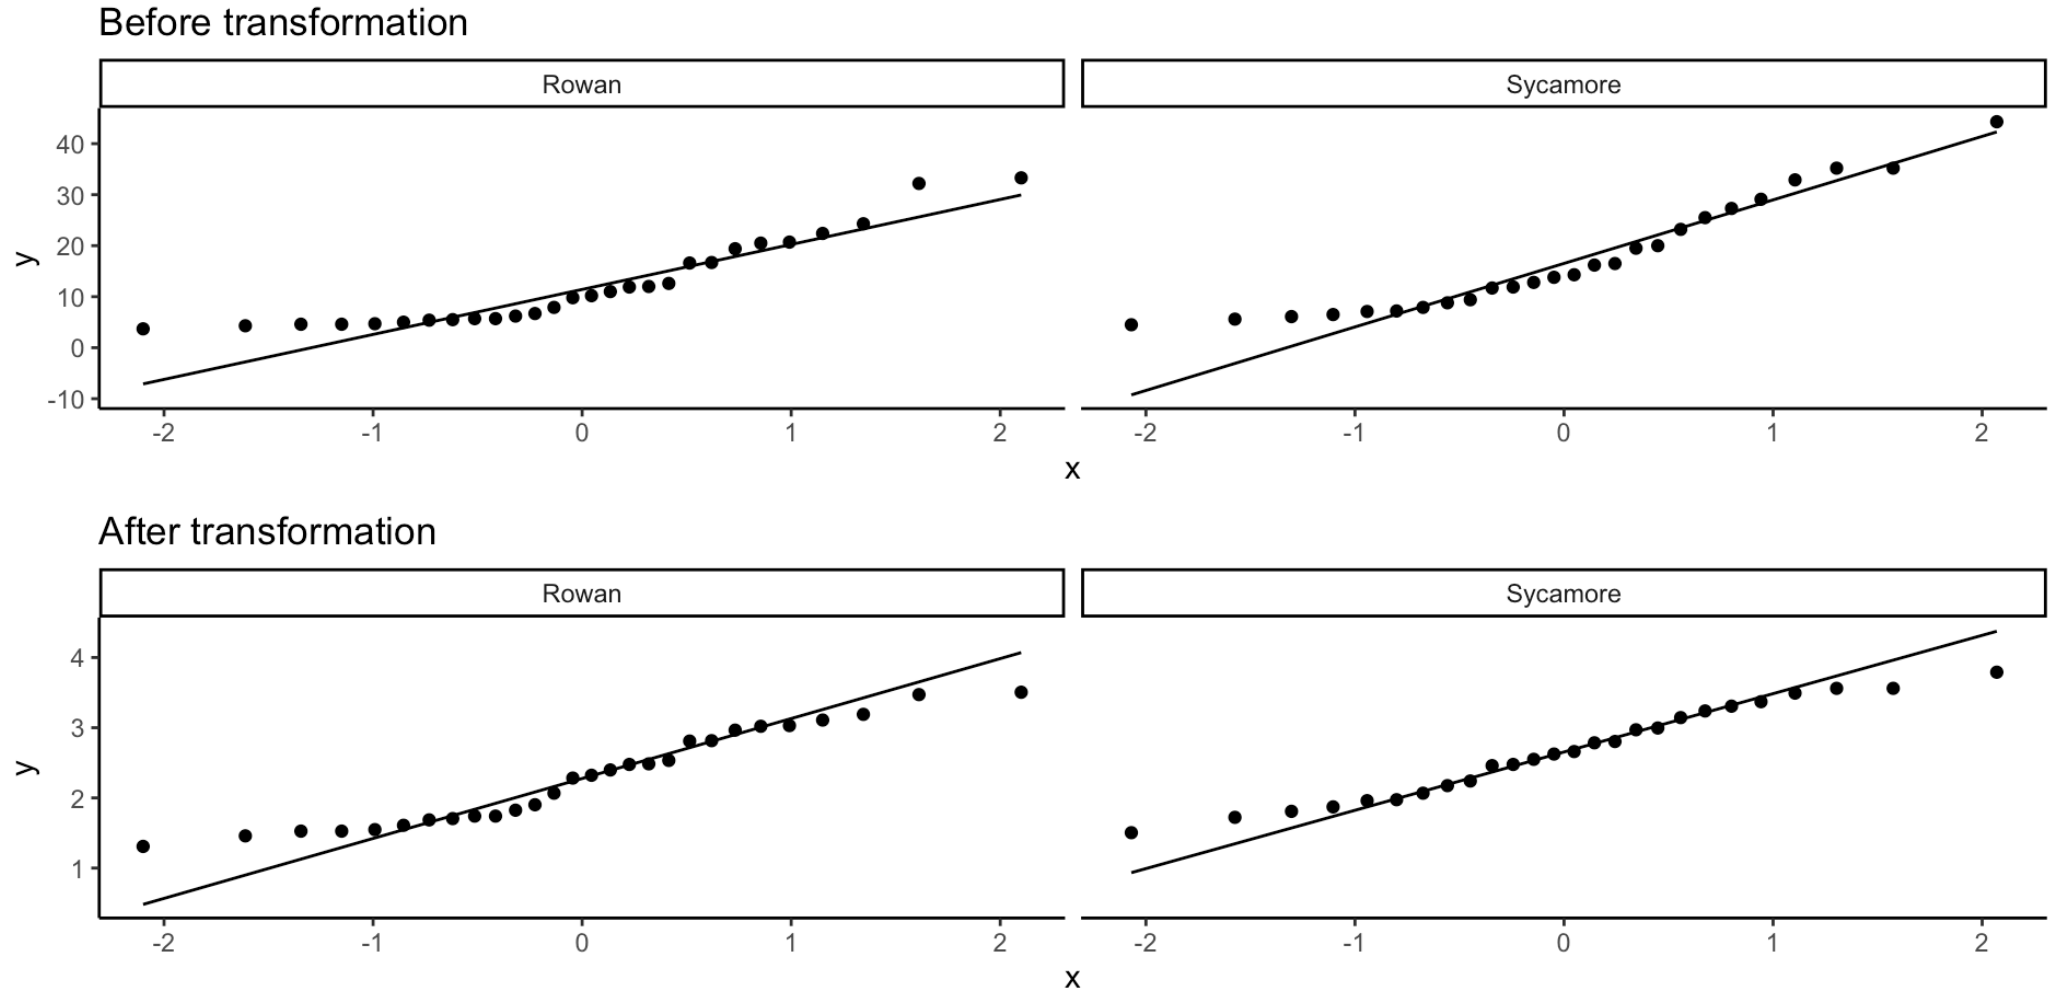 Before transformation
Rowan Sycamore
40
30
20
10
0
-10
y
-2 -1 0 1 2 -2 -1 0 1 2
x
After transformation
Rowan Sycamore
4
3
2
1
y
-2 -1 0 1 2 -2 -1 0 1 2
x